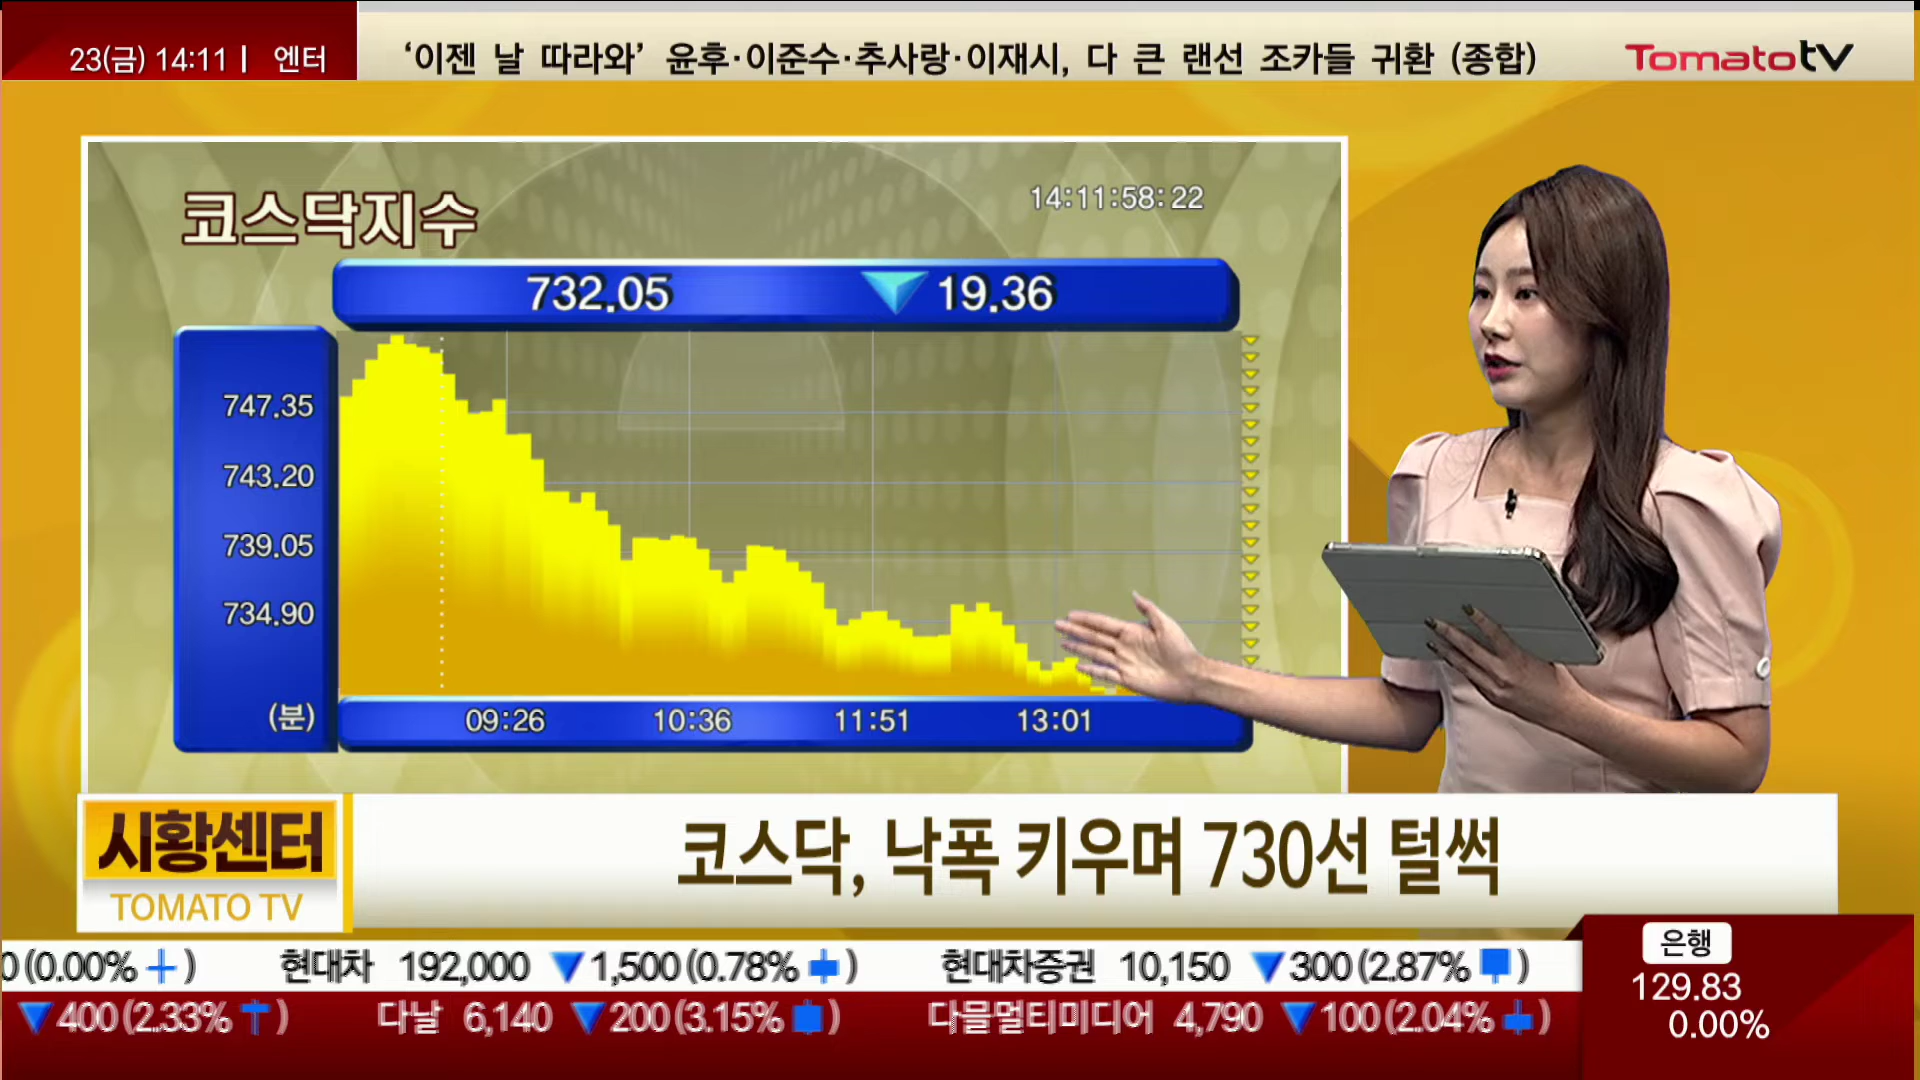 23(금) 14:11 | 엔터
‘이젠 날 따라와’ 윤후·이준수·추사랑·이재시, 다 큰 랜선 조카들 귀환 (종합)
Tomato tV
코스닥지수
14:11:58:22
732.05 ▼ 19.36
747.35
743.20
739.05
734.90
(분)
09:26 10:36 11:51 13:01
시황센터
TOMATO TV
코스닥, 낙폭 키우며 730선 털썩
0(0.00% ) 현대차 192,000 ▼1,500(0.78% ) 현대차증권 10,150 ▼300(2.87% )
▼400(2.33% ) 다날 6,140 ▼200(3.15% ) 다믈멀티미디어 4,790 ▼100(2.04% )
은행
129.83
0.00%